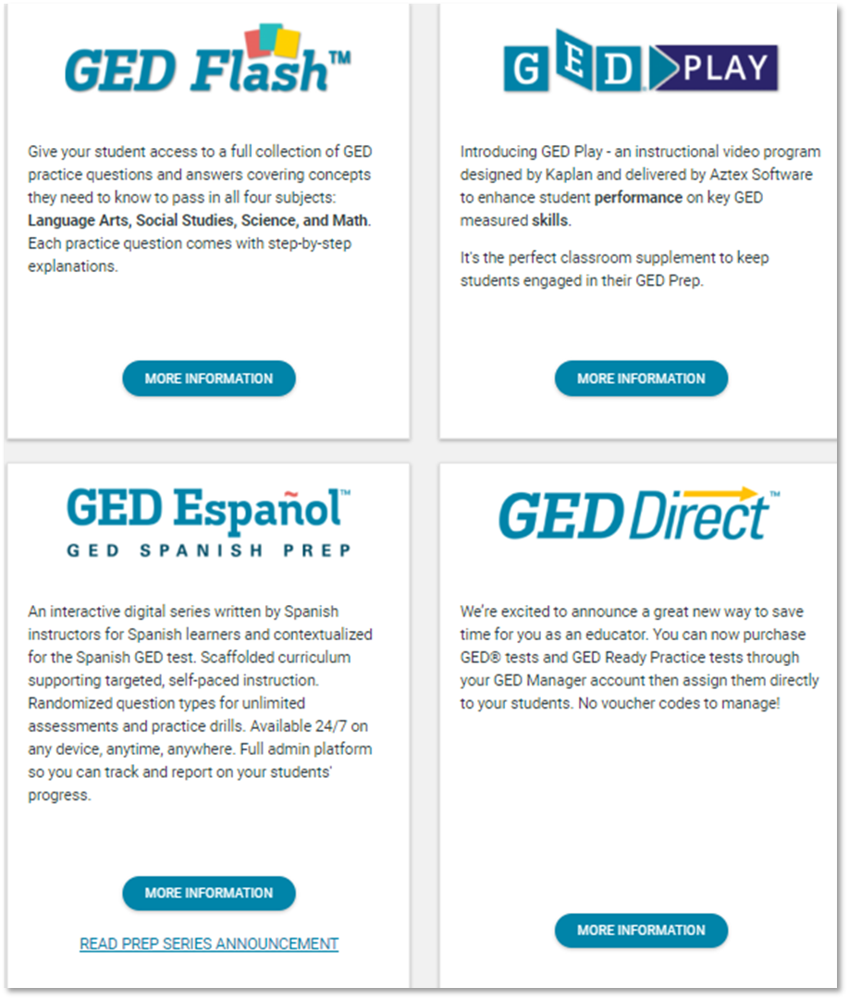 GED Flash™
Give your student access to a full collection of GED
practice questions and answers covering concepts
they need to know to pass in all four subjects:
Language Arts, Social Studies, Science, and Math.
Each practice question comes with step-by-step
explanations.
MORE INFORMATION
GED® PLAY
Introducing GED Play - an instructional video program
designed by Kaplan and delivered by Aztex Software
to enhance student performance on key GED
measured skills.
It's the perfect classroom supplement to keep
students engaged in their GED Prep.
MORE INFORMATION
GED Español™
GED SPANISH PREP
An interactive digital series written by Spanish
instructors for Spanish learners and contextualized
for the Spanish GED test. Scaffolded curriculum
supporting targeted, self-paced instruction.
Randomized question types for unlimited
assessments and practice drills. Available 24/7 on
any device, anytime, anywhere. Full admin platform
so you can track and report on your students'
progress.
MORE INFORMATION
READ PREP SERIES ANNOUNCEMENT
GED Direct™
We're excited to announce a great new way to save
time for you as an educator. You can now purchase
GED® tests and GED Ready Practice tests through
your GED Manager account then assign them directly
to your students. No voucher codes to manage!
MORE INFORMATION